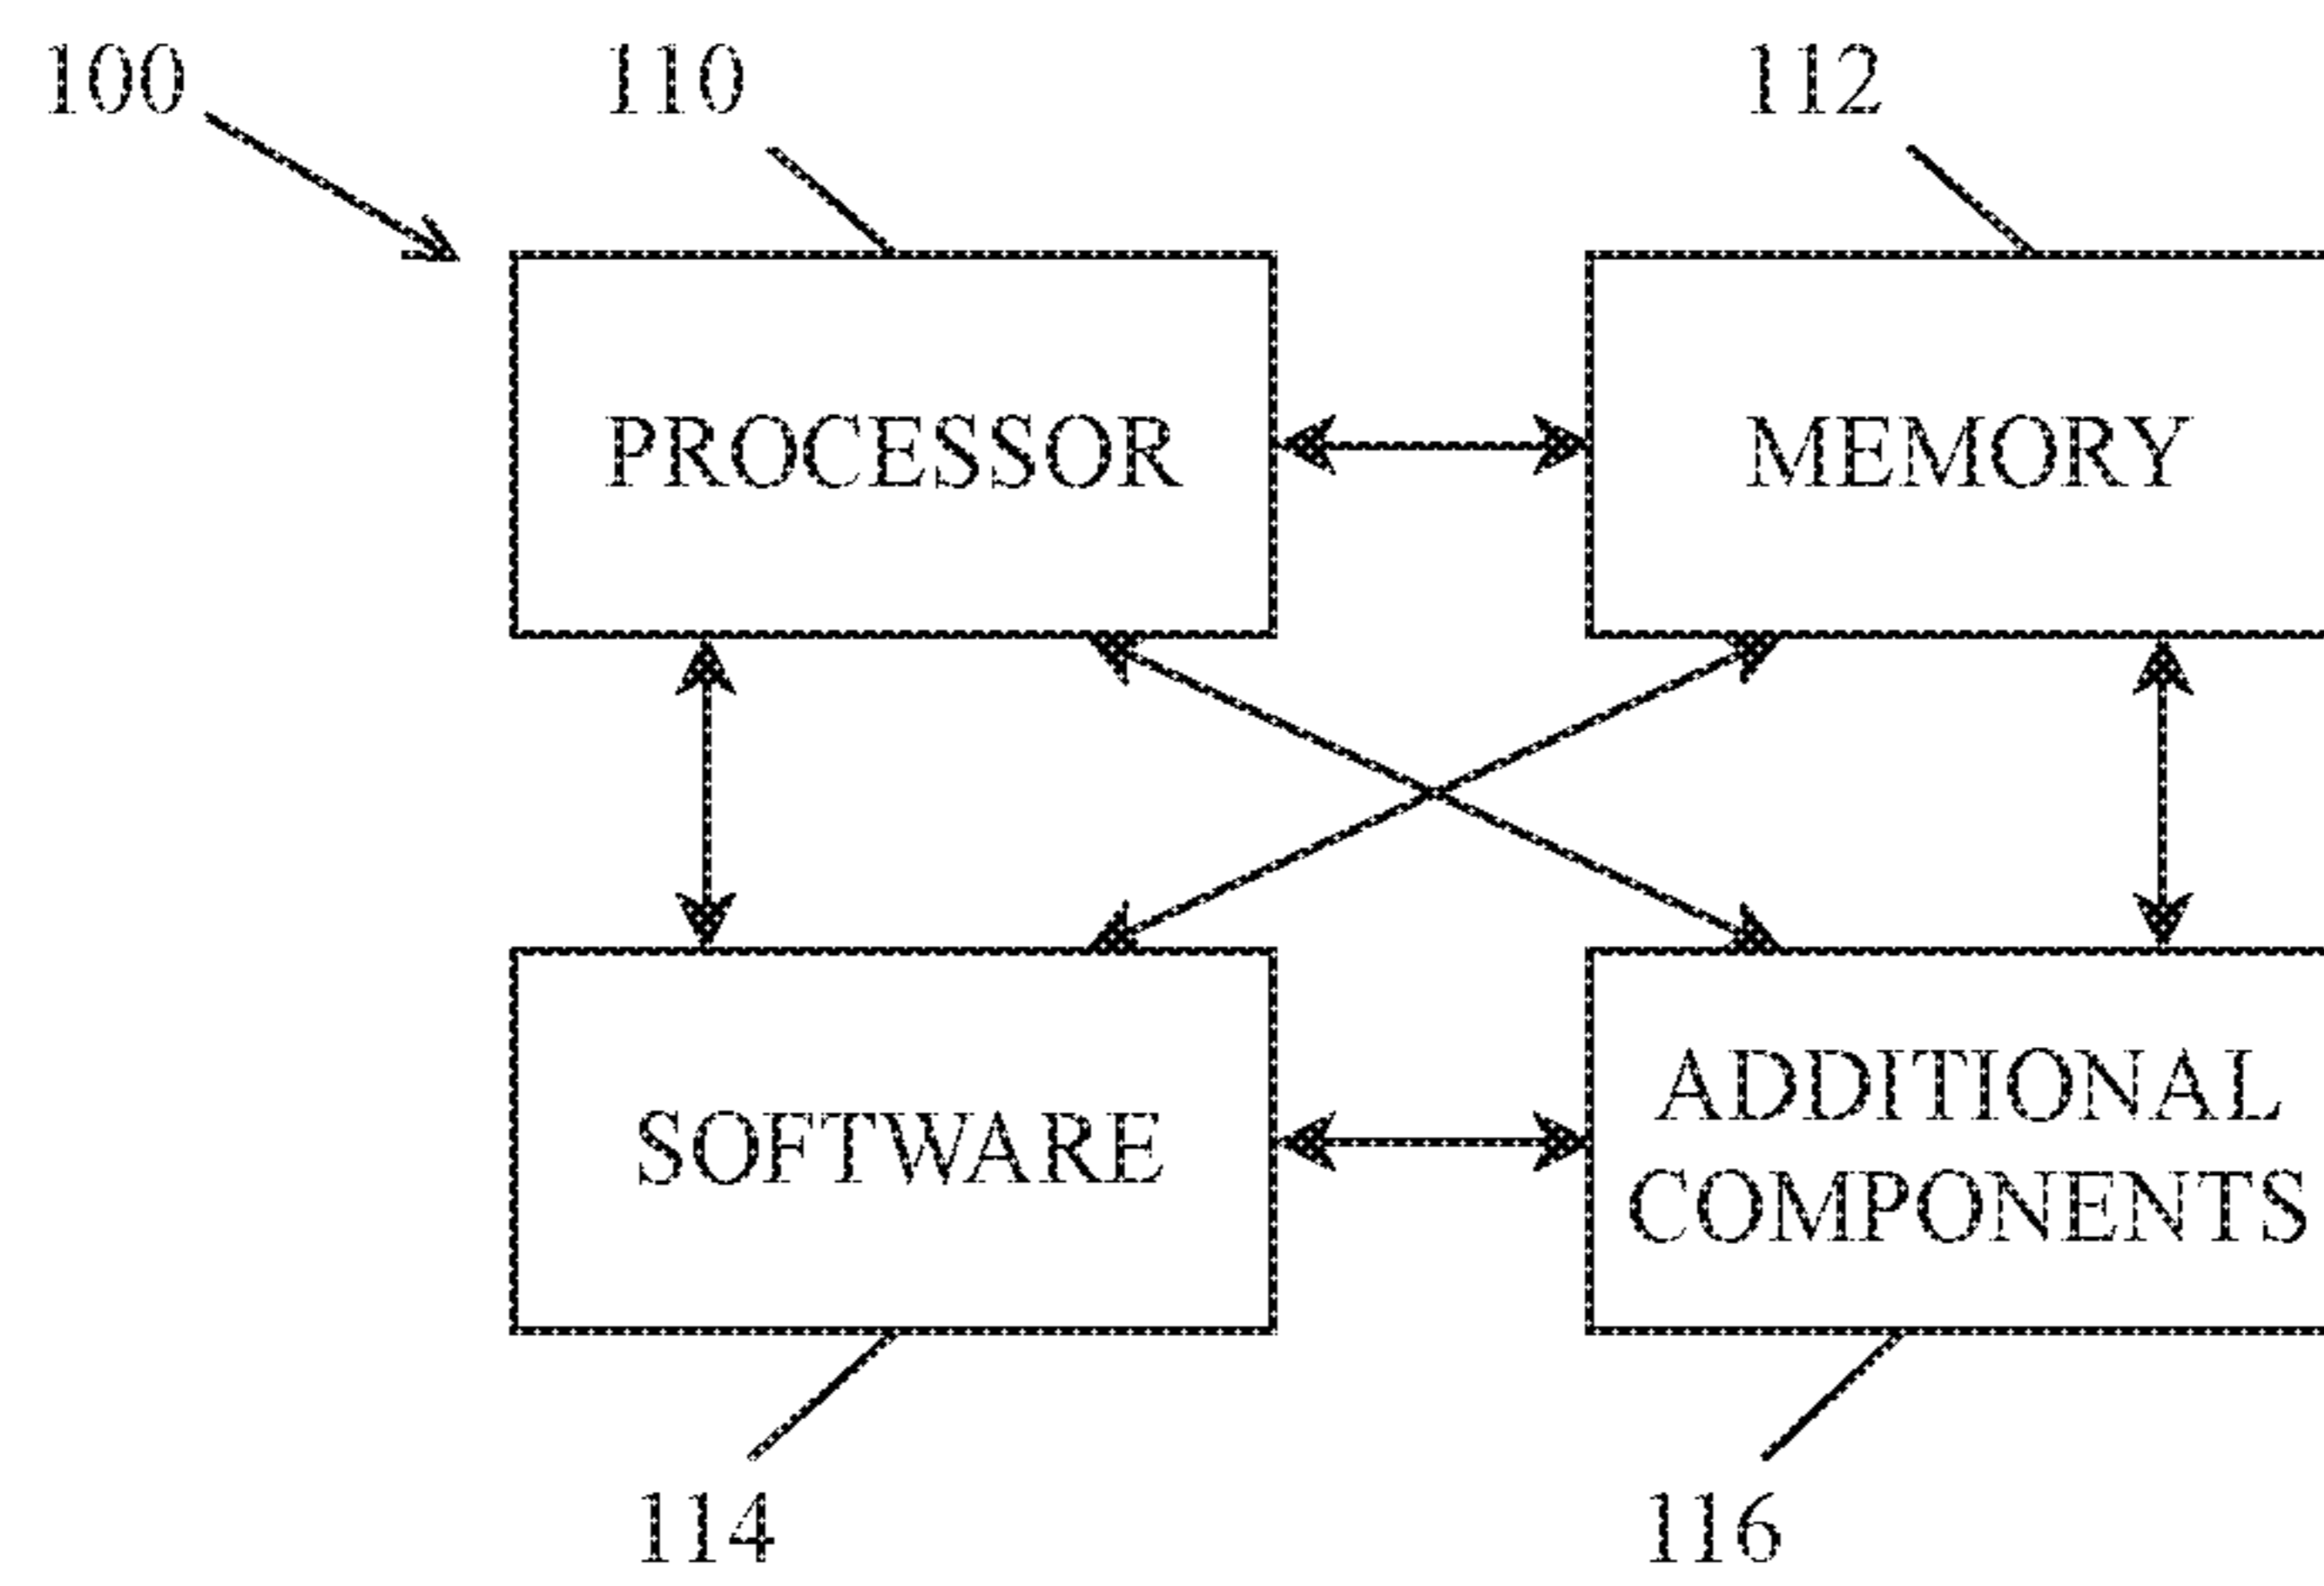 100
110
112
PROCESSOR
MEMORY
SOFTWARE
ADDITIONAL
COMPONENTS
114
116